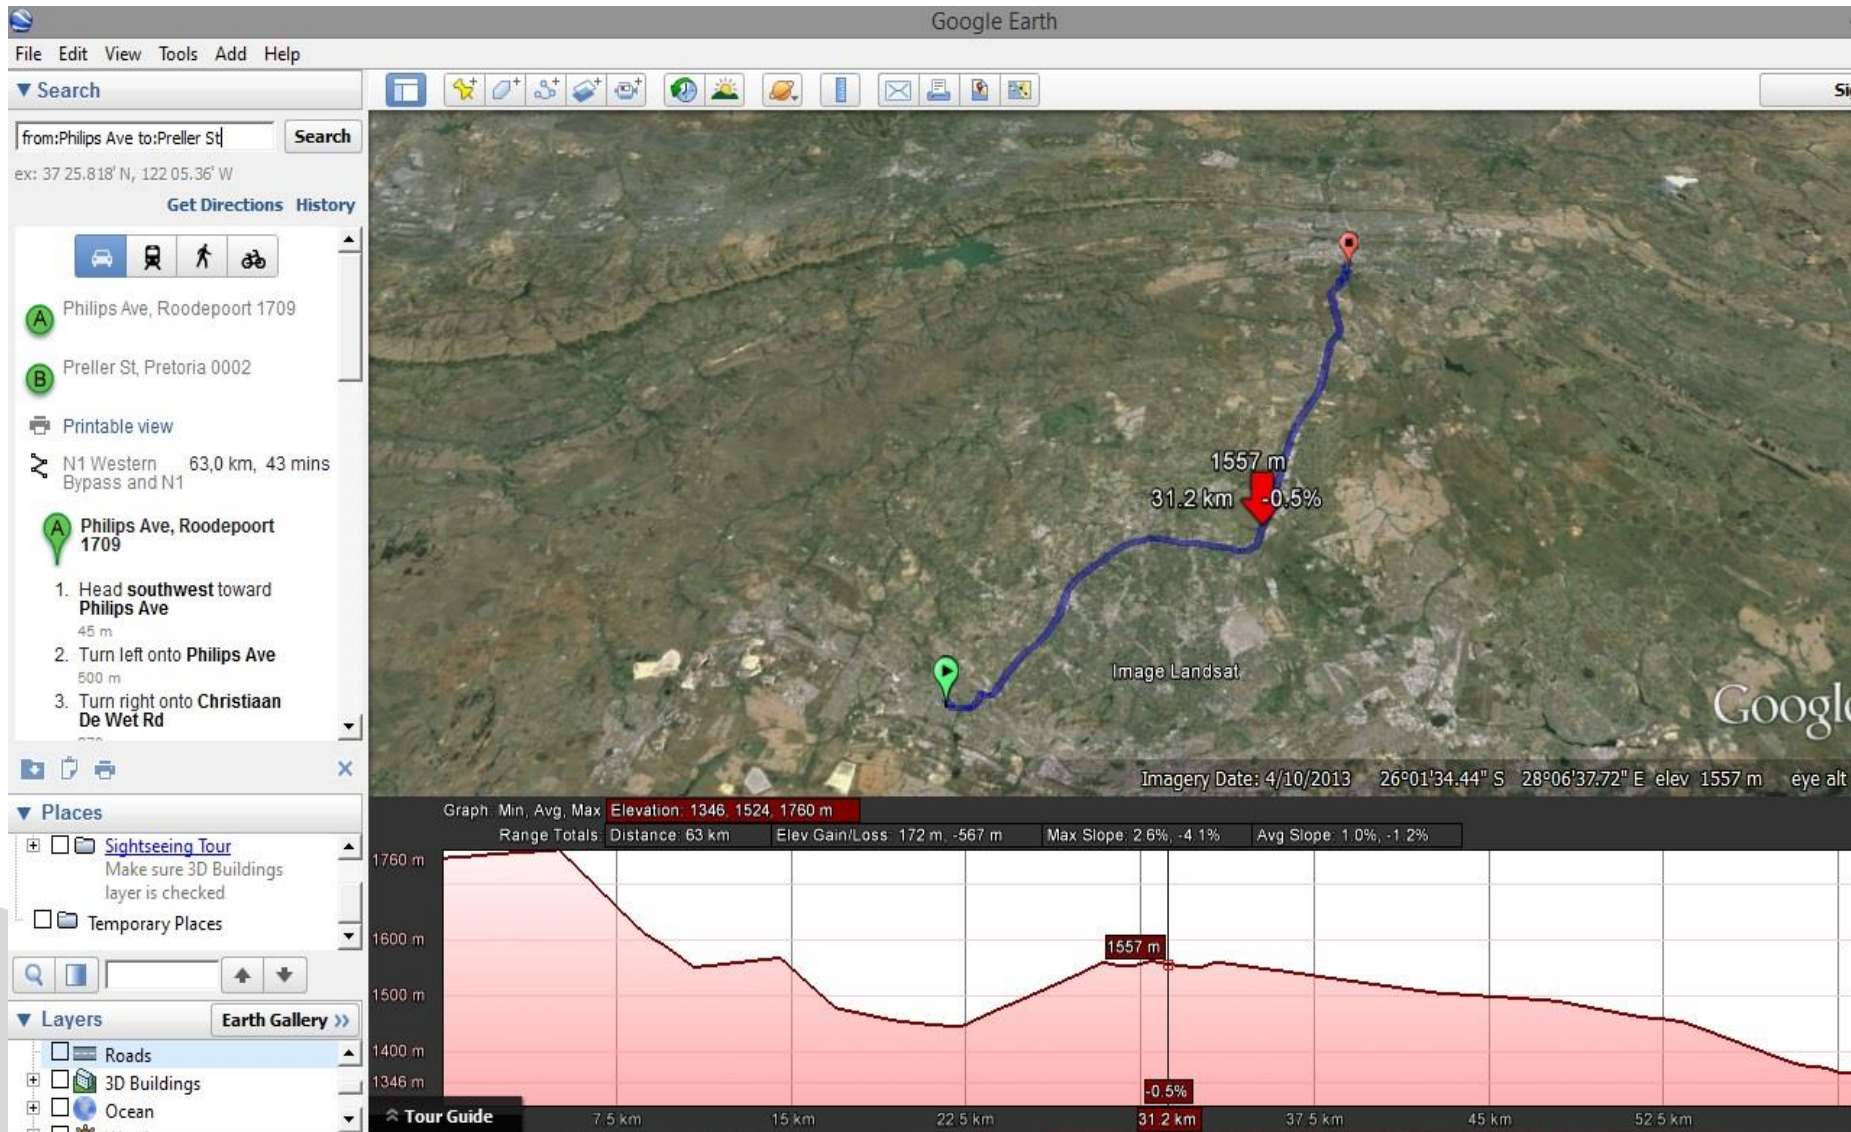 Google Earth
File Edit View Tools Add Help
Search
from:Philips Ave to:Preller St
Search
ex: 37 25.818' N, 122 05.36' W
Get Directions History
A Philips Ave, Roodepoort 1709
B Preller St, Pretoria 0002
Printable view
N1 Western 63,0 km, 43 mins
Bypass and N1
A Philips Ave, Roodepoort
1709
1. Head southwest toward
Philips Ave
45 m
2. Turn left onto Philips Ave
500 m
3. Turn right onto Christiaan
De Wet Rd
Places
Sightseeing Tour
Make sure 3D Buildings
layer is checked
Temporary Places
Layers
Earth Gallery
Roads
3D Buildings
Ocean
1557 m
31.2 km -0.5%
Image Landsat
Google
Imagery Date: 4/10/2013 26°01'34.44" S 28°06'37.72" E elev 1557 m eye alt
Graph: Min, Avg, Max Elevation: 1346, 1524, 1760 m
Range Totals: Distance: 63 km Elev Gain/Loss: 172 m, -567 m Max Slope: 2.6%, -4.1% Avg Slope: 1.0%, -1.2%
1760 m
1600 m
1557 m
1500 m
1400 m
1346 m
-0.5%
Tour Guide
7.5 km 15 km 22.5 km 31.2 km 37.5 km 45 km 52.5 km